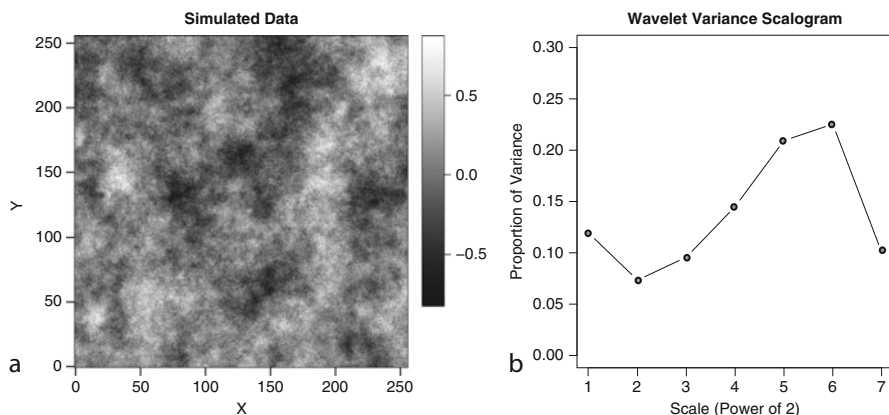 Simulated Data
250
200
150
100
50
0
Y
0 50 100 150 200 250
X
0.5
0.0
−0.5
a
Wavelet Variance Scalogram
0.30
0.25
0.20
0.15
0.10
0.05
0.00
Proportion of Variance
1 2 3 4 5 6 7
Scale (Power of 2)
b